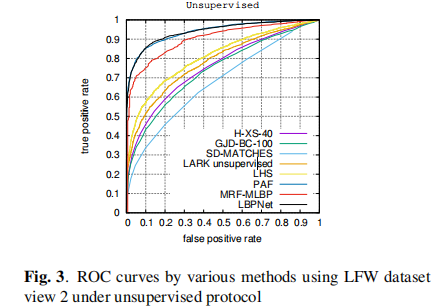 Unsupervised
1
0.9
0.8
0.7
0.6
0.5
0.4
0.3
0.2
0.1
0
true positive rate
H-XS-40
GJD-BC-100
SD-MATCHES
LARK unsupervised
LHS
PAF
MRF-MLBP
LBPNet
0 0.1 0.2 0.3 0.4 0.5 0.6 0.7 0.8 0.9 1
false positive rate
Fig. 3. ROC curves by various methods using LFW dataset
view 2 under unsupervised protocol